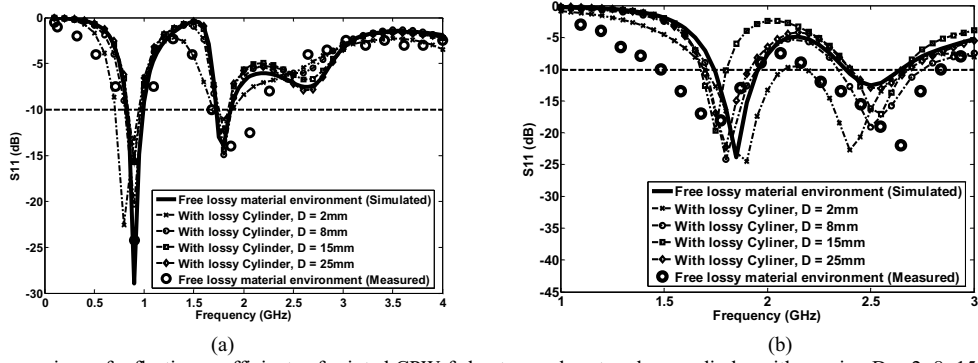 0
-5
-10
-15
-20
-25
-30
S11 (dB)
Free lossy material environment (Simulated)
With lossy Cylinder, D = 2mm
With lossy Cylinder, D = 8mm
With lossy Cylinder, D = 15mm
With lossy Cylinder, D = 25mm
Free lossy material environment (Measured)
0 0.5 1 1.5 2 2.5 3 3.5 4
Frequency (GHz)
(a)
0
-5
-10
-15
-20
-25
-30
-35
-40
-45
S11 (dB)
Free lossy material environment (Simulated)
With lossy Cyliner, D = 2mm
With lossy Cyliner, D = 8mm
With lossy Cyliner, D = 15mm
With lossy Cyliner, D = 25mm
Free lossy material environment (Measured)
1 1.5 2 2.5 3
Frequency (GHz)
(b)